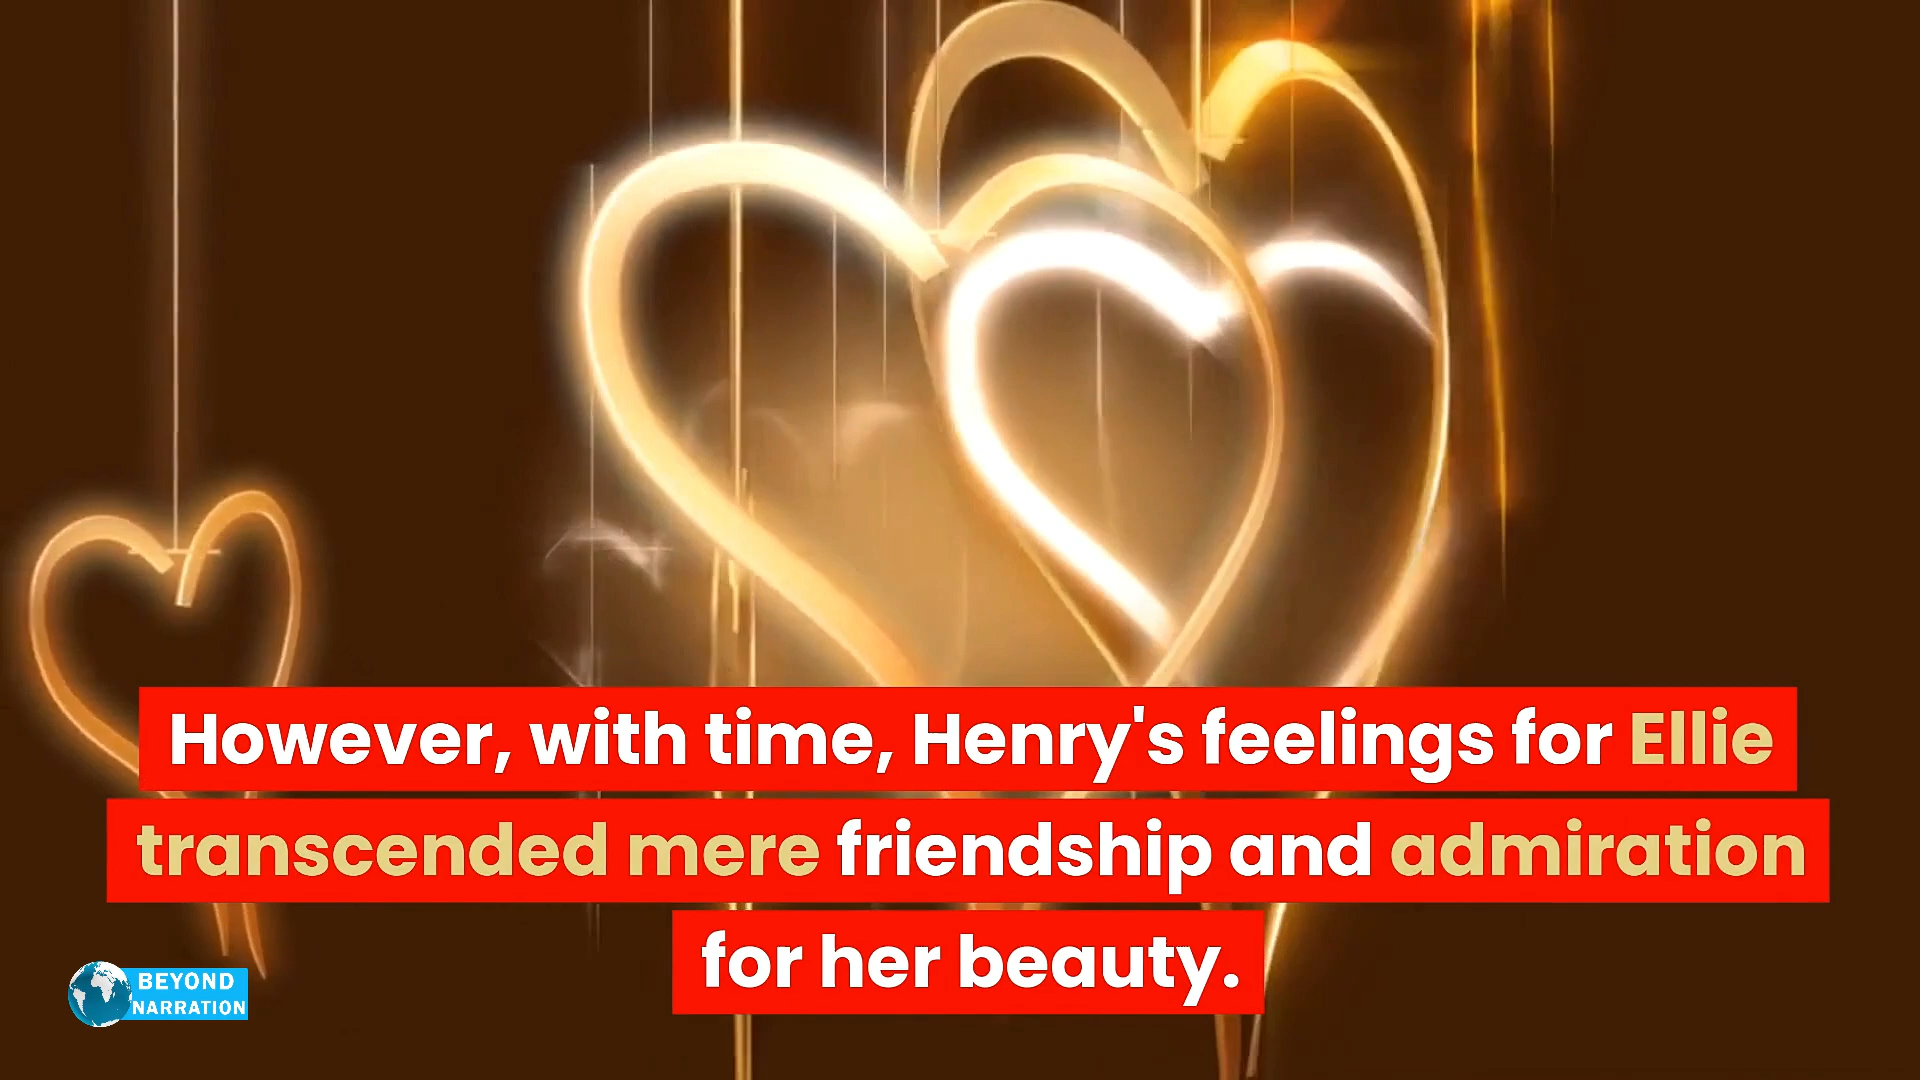 However, with time, Henry's feelings for Ellie
transcended mere friendship and admiration
for her beauty.
BEYOND
NARRATION